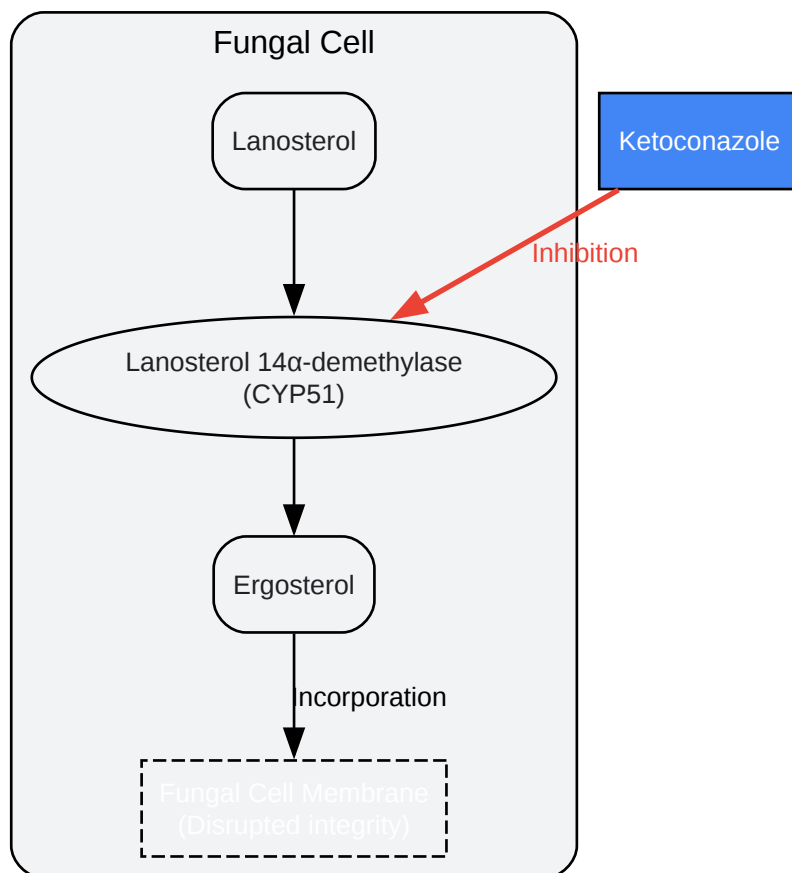 Fungal Cell
Lanosterol
Ketoconazole
Inhibition
Lanosterol 14α-demethylase
(CYP51)
Ergosterol
Incorporation
Fungal Cell Membrane
(Disrupted integrity)